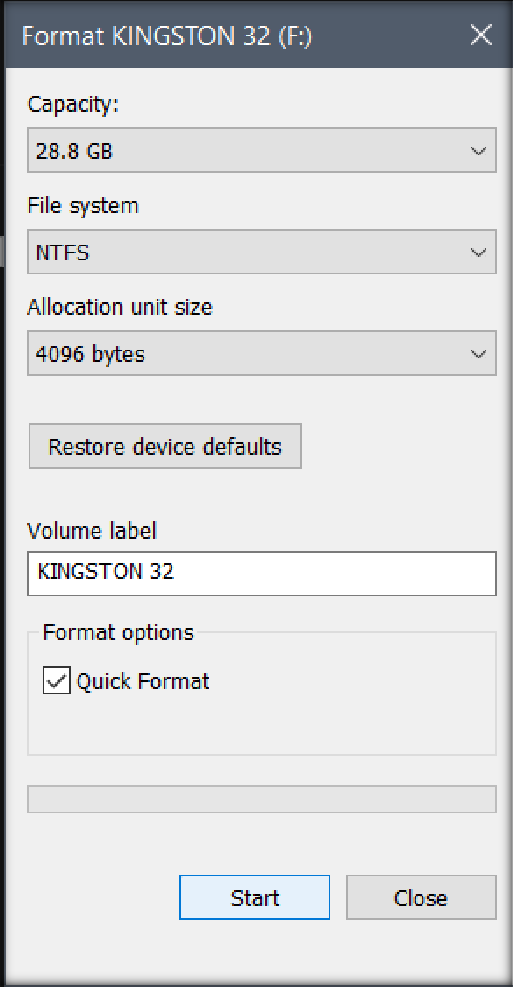 Format KINGSTON 32 (F:)
Capacity:
28.8 GB
File system
NTFS
Allocation unit size
4096 bytes
Restore device defaults
Volume label
KINGSTON 32
Format options
Quick Format
Start
Close